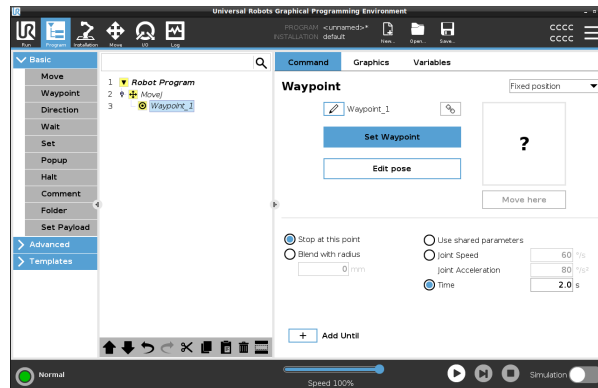 Universal Robots Graphical Programming Environment
Run Program Installation Move I/O Log
PROGRAM <unnamed>*
INSTALLATION default
New... Open... Save...
CCCC
CCCC
Basic
Move
Waypoint
Direction
Wait
Set
Popup
Halt
Comment
Folder
Set Payload
Advanced
Templates
1 Robot Program
2 MoveJ
3 Waypoint_1
Command Graphics Variables
Waypoint
Fixed position
Waypoint_1
Set Waypoint
Edit pose
?
Move here
Stop at this point
Blend with radius
0 mm
Use shared parameters
Joint Speed 60 °/s
Joint Acceleration 80 °/s²
Time 2.0 s
+ Add Until
Normal
Speed 100%
Simulation